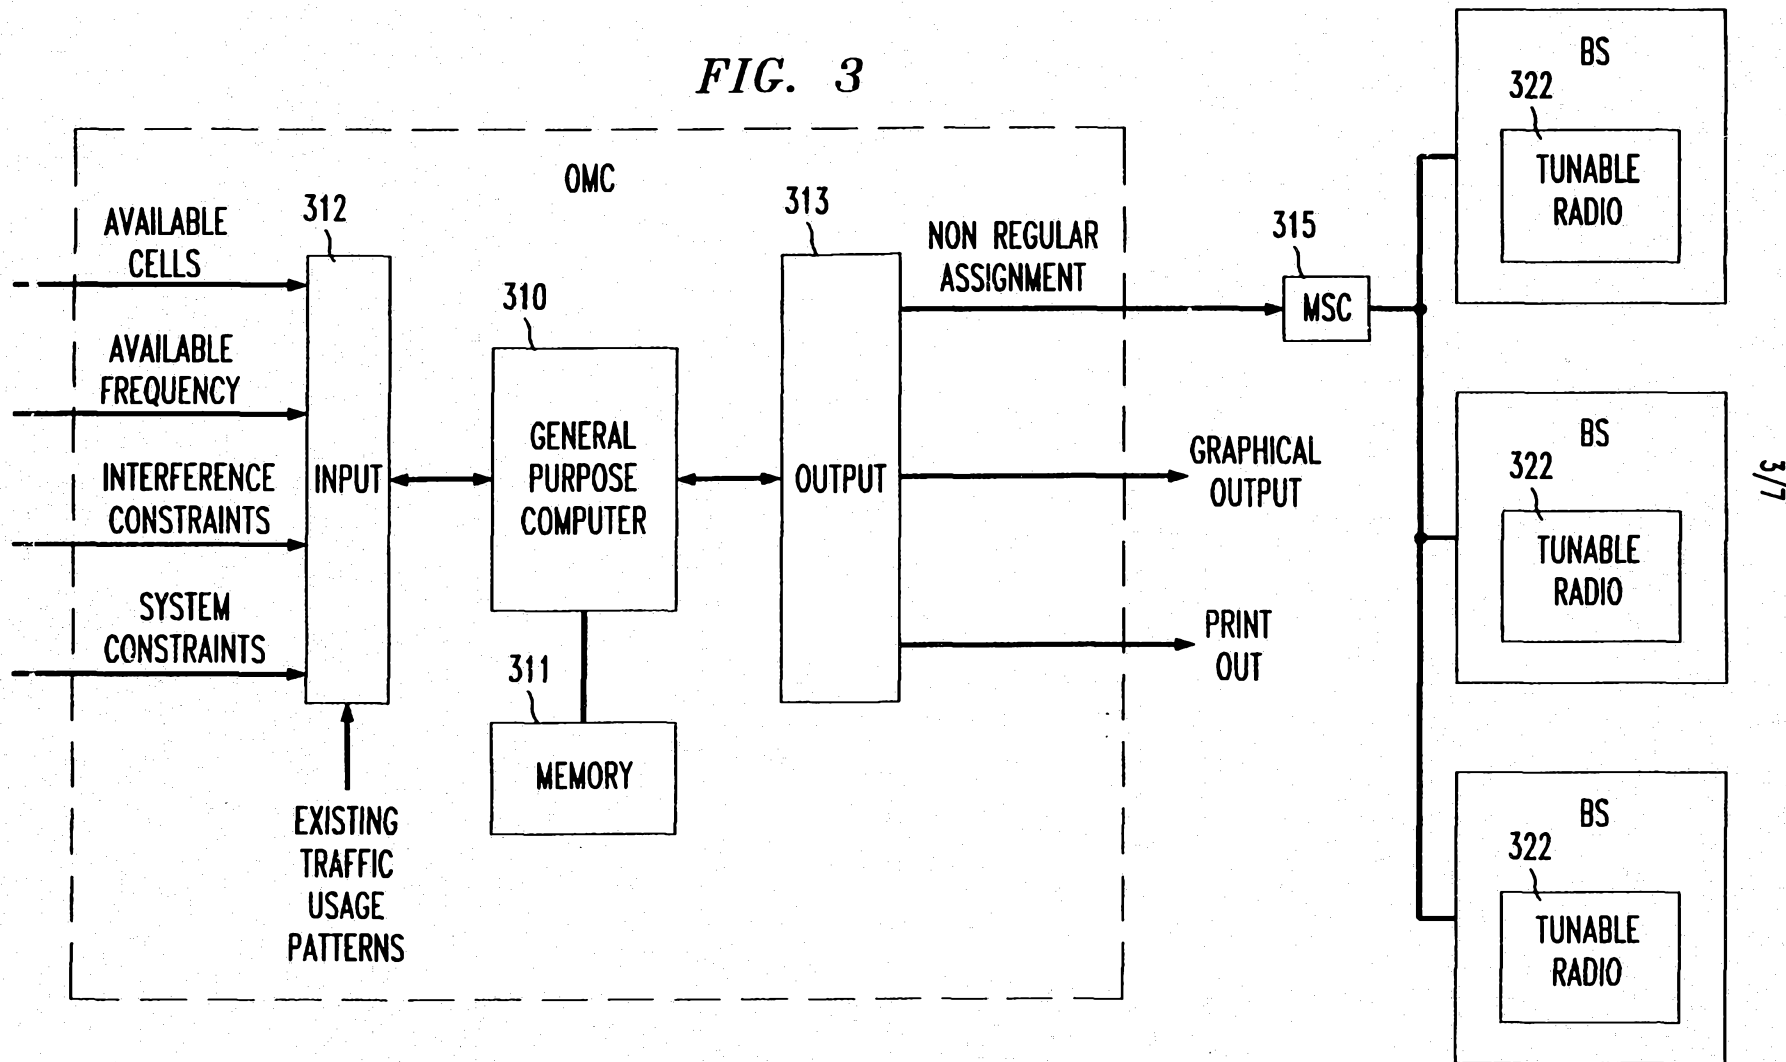 FIG. 3
OMC
AVAILABLE
CELLS
AVAILABLE
FREQUENCY
INTERFERENCE
CONSTRAINTS
SYSTEM
CONSTRAINTS
312
INPUT
EXISTING
TRAFFIC
USAGE
PATTERNS
310
GENERAL
PURPOSE
COMPUTER
311
MEMORY
313
OUTPUT
NON REGULAR
ASSIGNMENT
GRAPHICAL
OUTPUT
PRINT
OUT
315
MSC
BS
322
TUNABLE
RADIO
BS
322
TUNABLE
RADIO
BS
322
TUNABLE
RADIO
3/7